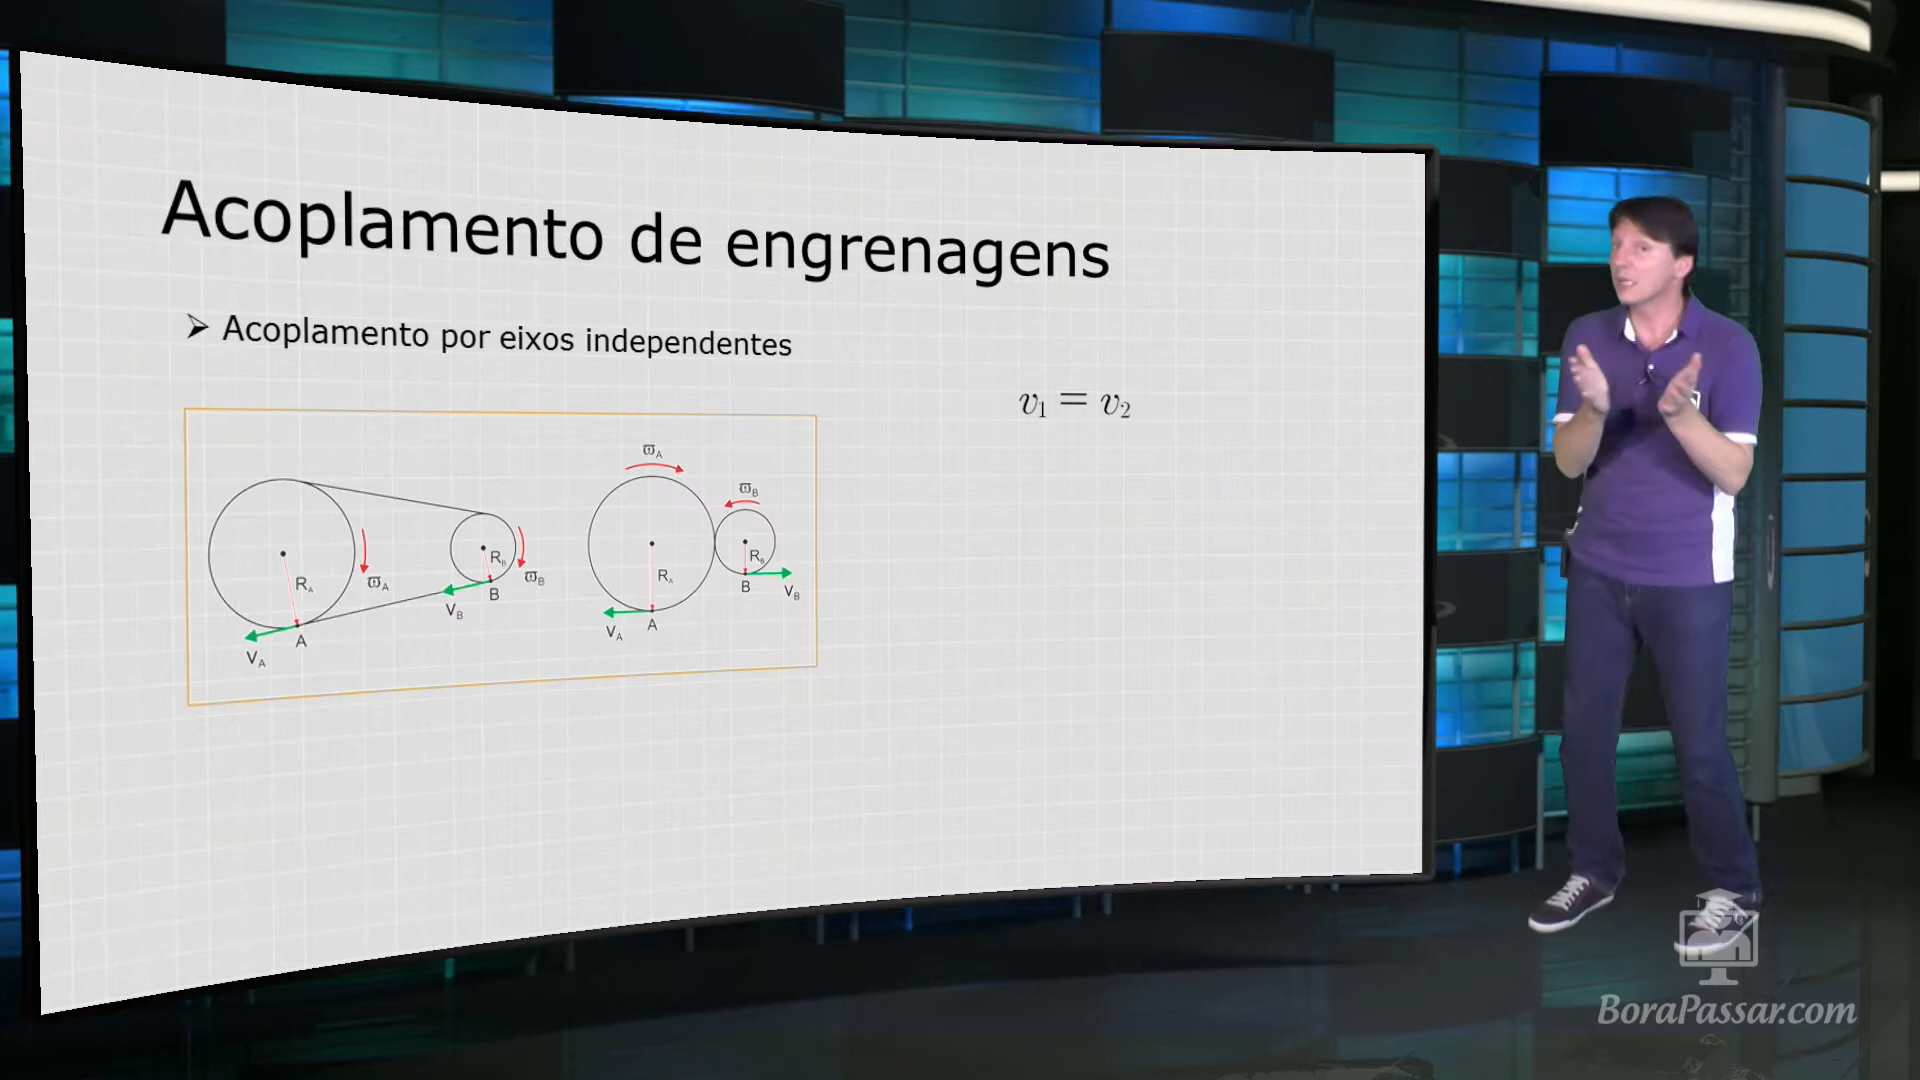 Acoplamento de engrenagens
➢ Acoplamento por eixos independentes
v₁ = v₂
ϖA
ϖB
RA
ϖA
RB
ϖB
VB
B
A
VA
RA
RB
B
VB
VA
A
BoraPassar.com